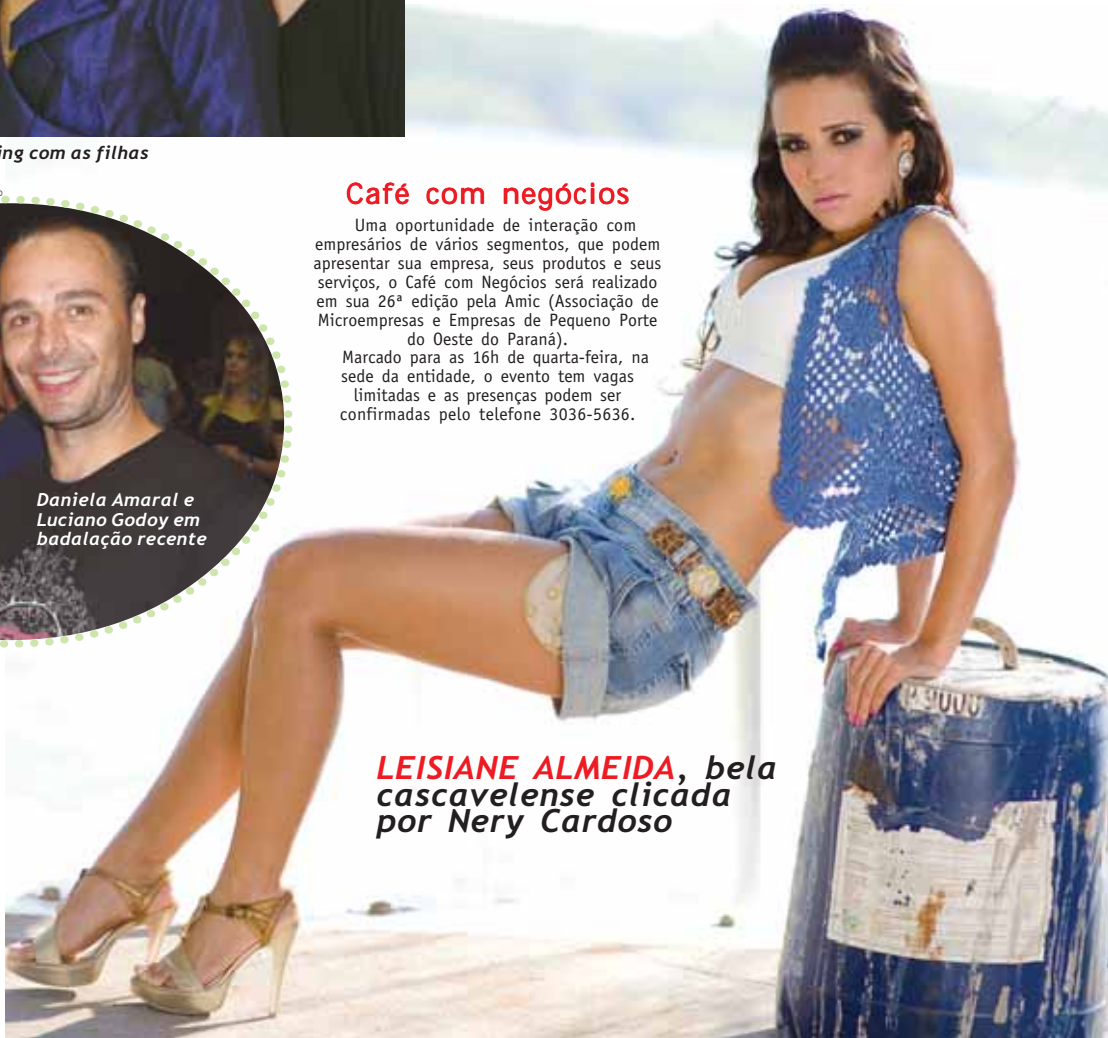 ing com as filhas
Café com negócios
Uma oportunidade de interação com
empresários de vários segmentos, que podem
apresentar sua empresa, seus produtos e seus
serviços, o Café com Negócios será realizado
em sua 26ª edição pela Amic (Associação de
Microempresas e Empresas de Pequeno Porte
do Oeste do Paraná).
Marcado para as 16h de quarta-feira, na
sede da entidade, o evento tem vagas
limitadas e as presenças podem ser
confirmadas pelo telefone 3036-5636.
Daniela Amaral e
Luciano Godoy em
badalação recente
LEISIANE ALMEIDA, bela
cascavelense clicada
por Nery Cardoso